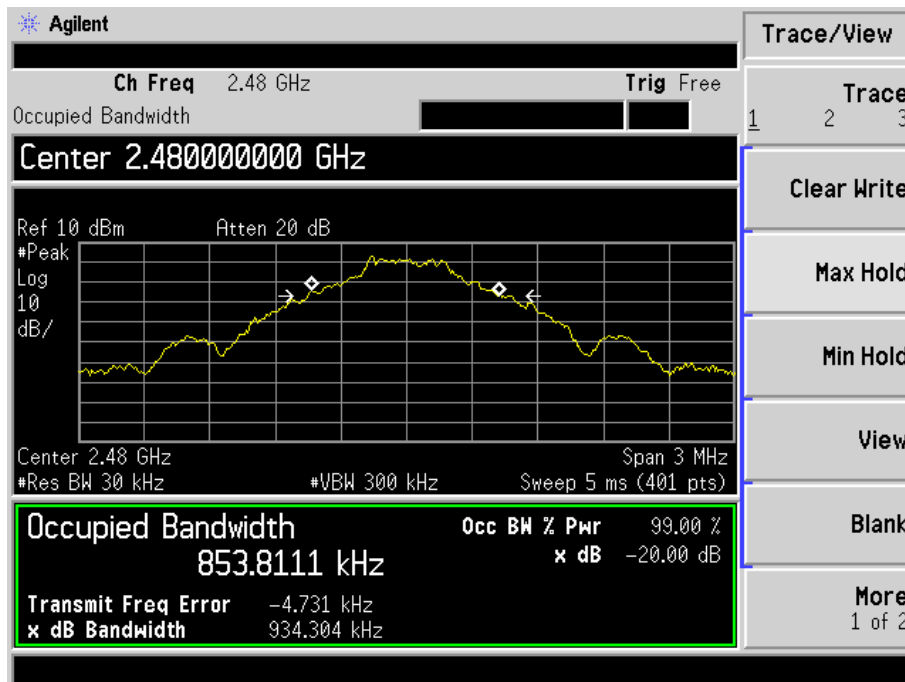 Agilent
Trace/View
Ch Freq 2.48 GHz Trig Free
Occupied Bandwidth
Trace
1 2 3
Center 2.480000000 GHz
Clear Write
Ref 10 dBm Atten 20 dB
#Peak
Log
10
dB/
Max Hold
Min Hold
View
Center 2.48 GHz Span 3 MHz
#Res BW 30 kHz #VBW 300 kHz Sweep 5 ms (401 pts)
Occupied Bandwidth Occ BW % Pwr 99.00 %
853.8111 kHz x dB -20.00 dB
Blank
Transmit Freq Error -4.731 kHz
x dB Bandwidth 934.304 kHz
More
1 of 2